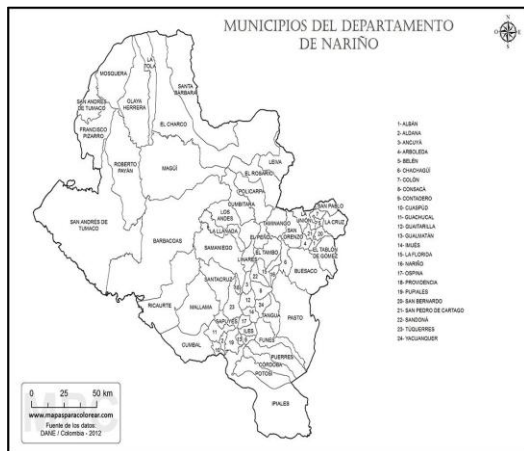 MUNICIPIOS DEL DEPARTAMENTO
DE NARIÑO
N
S
E
LA
TOLA
MOSQUERA
SANTA
BARBARA
SAN ANDRÉS
DE TUMACO
OLAYA
HERRERA
FRANCISCO
PIZARRO
EL CHARCO
ROBERTO
PAYÁN
MAGÜÍ
LEIVA
EL ROSARIO
POLICARPA
CUMBITARA
SAN ANDRES DE
TUMACO
LOS
ANDES
LA LLANADA
BARBACOAS
SAMANIEGO
TAMINANGO
LA
UNIÓN
SAN PABLO
LA CRUZ
SAN
LORENZO
EL PEÑOL
EL TAMBO
EL TABLÓN
DE GÓMEZ
BUESACO
LINARES
SANTACRUZ
RICAURTE
MALLAMA
SAPUYES
ILES
TANGUA
PASTO
CUMBAL
FUNES
PUERRES
CÓRDOBA
POTOSÍ
IPIALES
1- ALBÁN
2- ALDANA
3- ANCUYÁ
4- ARBOLEDA
5- BELÉN
6- CHACHAGÜÍ
7- COLÓN
8- CONSACÁ
9- CONTADERO
10- CUASPÚD
11- GUACHUCAL
12- GUAITARILLA
13- GUALMATÁN
14- IMUÉS
15- LA FLORIDA
16- NARIÑO
17- OSPINA
18- PROVIDENCIA
19- PUPIALES
20- SAN BERNARDO
21- SAN PEDRO DE CARTAGO
22- SANDONÁ
23- TÚQUERRES
24- YACUANQUER
0 25 50 km
www.mapasparacolorear.com
Fuente de los datos:
DANE / Colombia - 2012